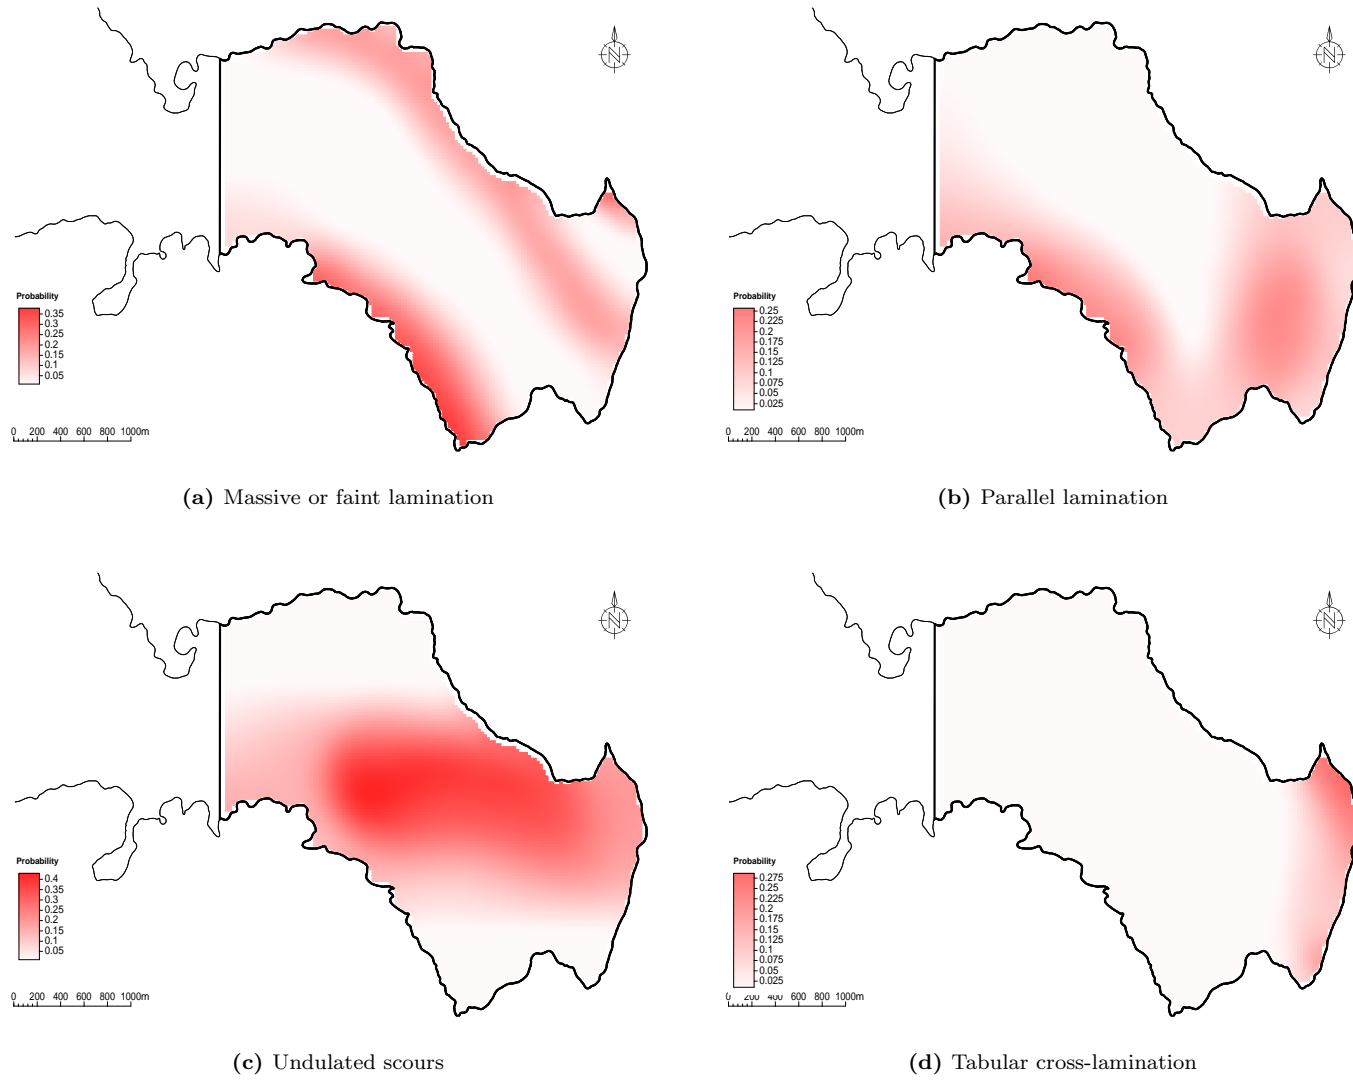 N
Probability
0.35
0.3
0.25
0.2
0.15
0.1
0.05
0 200 400 600 800 1000m
(a) Massive or faint lamination
N
Probability
0.25
0.225
0.2
0.175
0.15
0.125
0.1
0.075
0.05
0.025
0 200 400 600 800 1000m
(b) Parallel lamination
N
Probability
0.4
0.35
0.3
0.25
0.2
0.15
0.1
0.05
0 200 400 600 800 1000m
(c) Undulated scours
N
Probability
0.275
0.25
0.225
0.2
0.175
0.15
0.125
0.1
0.075
0.05
0.025
0 200 400 600 800 1000m
(d) Tabular cross-lamination